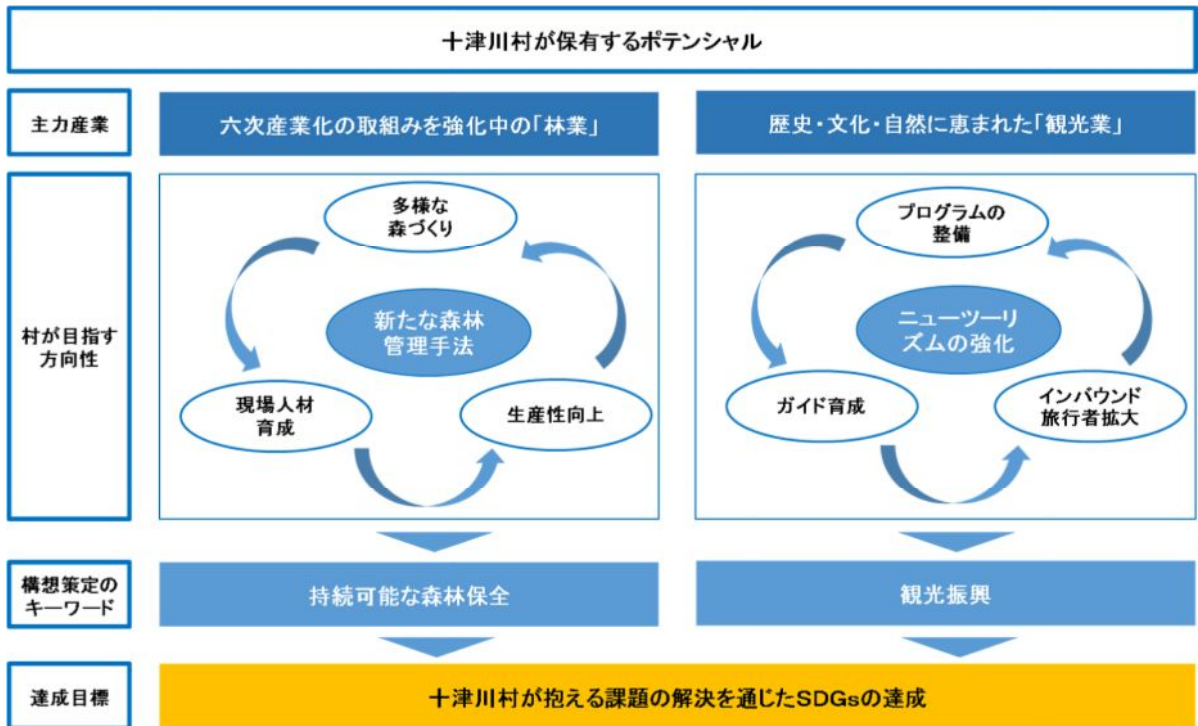 十津川村が保有するポテンシャル
主力産業
六次産業化の取組みを強化中の「林業」
歴史・文化・自然に恵まれた「観光業」
村が目指す
方向性
多様な
森づくり
新たな森林
管理手法
現場人材
育成
生産性向上
プログラムの
整備
ニューツーリ
ズムの強化
ガイド育成
インバウンド
旅行者拡大
構想策定の
キーワード
持続可能な森林保全
観光振興
達成目標
十津川村が抱える課題の解決を通じたSDGsの達成